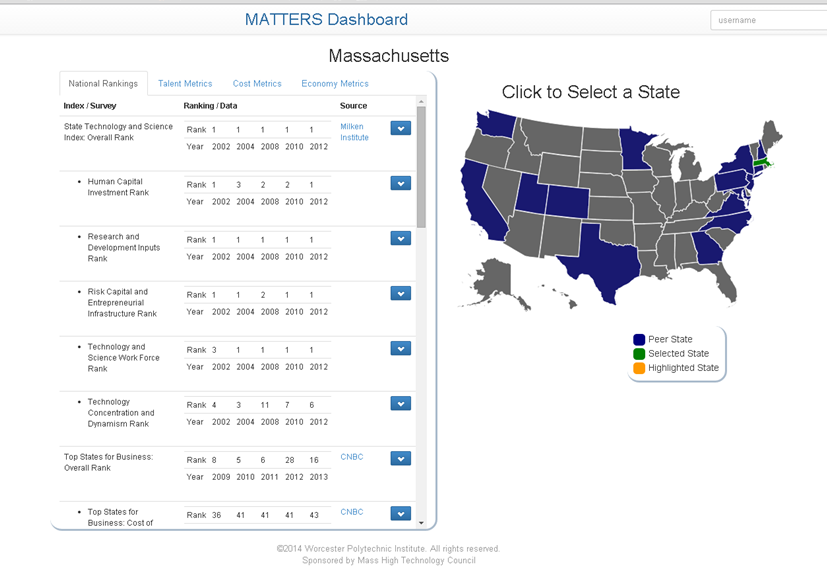 MATTERS Dashboard
username
Massachusetts
National Rankings Talent Metrics Cost Metrics Economy Metrics
Index / Survey Ranking / Data Source
State Technology and Science
Index: Overall Rank
Rank 1 1 1 1 1
Year 2002 2004 2008 2010 2012
Milken
Institute
Human Capital
Investment Rank
Rank 1 3 2 2 1
Year 2002 2004 2008 2010 2012
Research and
Development Inputs
Rank
Rank 1 1 1 1 1
Year 2002 2004 2008 2010 2012
Risk Capital and
Entrepreneurial
Infrastructure Rank
Rank 1 1 2 1 1
Year 2002 2004 2008 2010 2012
Technology and
Science Work Force
Rank
Rank 3 1 1 1 1
Year 2002 2004 2008 2010 2012
Technology
Concentration and
Dynamism Rank
Rank 4 3 11 7 6
Year 2002 2004 2008 2010 2012
Top States for Business:
Overall Rank
Rank 8 5 6 28 16
Year 2009 2010 2011 2012 2013
CNBC
Top States for
Business: Cost of
Rank 36 41 41 41 43
CNBC
Click to Select a State
Peer State
Selected State
Highlighted State
©2014 Worcester Polytechnic Institute. All rights reserved.
Sponsored by Mass High Technology Council